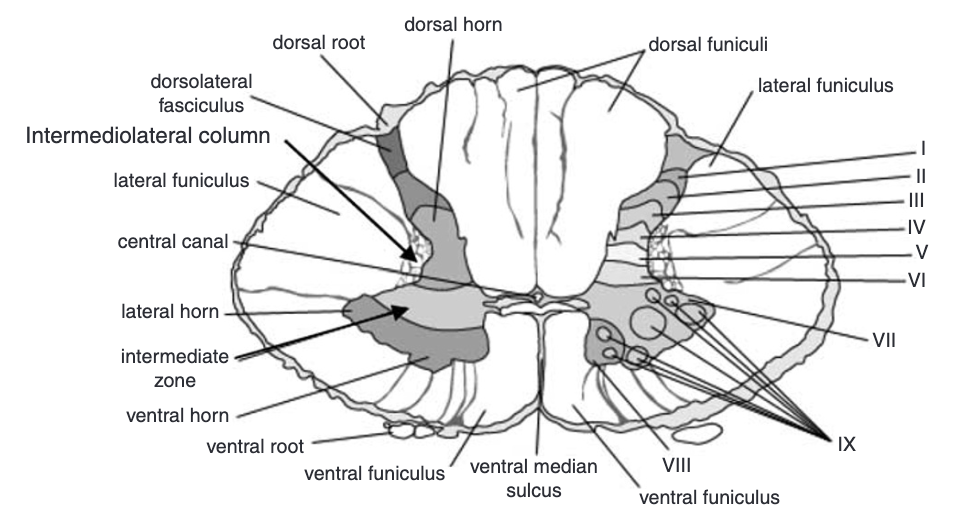 dorsal horn
dorsal root
dorsal funiculi
dorsolateral
fasciculus
lateral funiculus
Intermediolateral column
I
lateral funiculus
II
III
IV
central canal
V
VI
lateral horn
VII
intermediate
zone
ventral horn
ventral root
IX
ventral funiculus
ventral median
sulcus
VIII
ventral funiculus